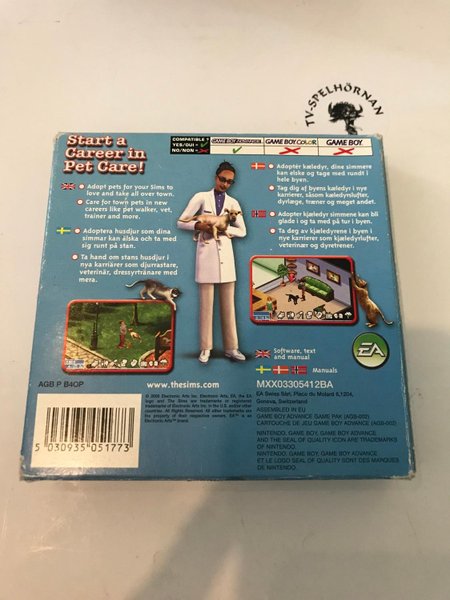 TV-SPELHÖRNAN
Start a
Career in
Pet Care!
COMPATIBLE ?
YES/OUI =
NO/NON =
GAME BOY ADVANCE
GAME BOY COLOR
GAME BOY
Adopt pets for your Sims to
love and take all over town.
Care for town pets in new
careers like pet walker, vet,
trainer and more.
Adoptera husdjur som dina
simmar kan älska och ta med
sig runt på stan.
Ta hand om stans husdjur i
nya karriärer som djurrastare,
veterinär, dressyrtränare med
mera.
Adoptér kæledyr, dine simmere
kan elske og tage med rundt i
hele byen.
Tag dig af byens kæledyr i nye
karrierer, såsom kæledyrslufter,
dyrlæge, træner og meget andet.
Adopter kjæledyr simmene kan bli
glade i og ta med på tur i byen.
Ta deg av kjæledyrene i byen i
nye karrierer som kjæledyrlufter,
veterinær og dyretrener.
Software, text
and manual
Manuals
EA
AGB P B4GP
www.thesims.com
MXX03305412BA
EA Swiss Sàrl, Place du Molard 8,1204,
Geneva, Switzerland
ASSEMBLED IN EU
GAME BOY ADVANCE GAME PAK (AGB-002)
CARTOUCHE DE JEU GAME BOY ADVANCE (AGB-002)
NINTENDO, GAME BOY, GAME BOY ADVANCE
AND THE SEAL OF QUALITY ICON ARE TRADEMARKS
OF NINTENDO.
NINTENDO, GAME BOY, GAME BOY ADVANCE
ET LE LOGO SEAL OF QUALITY SONT DES MARQUES
DE NINTENDO.
5 030935 051773